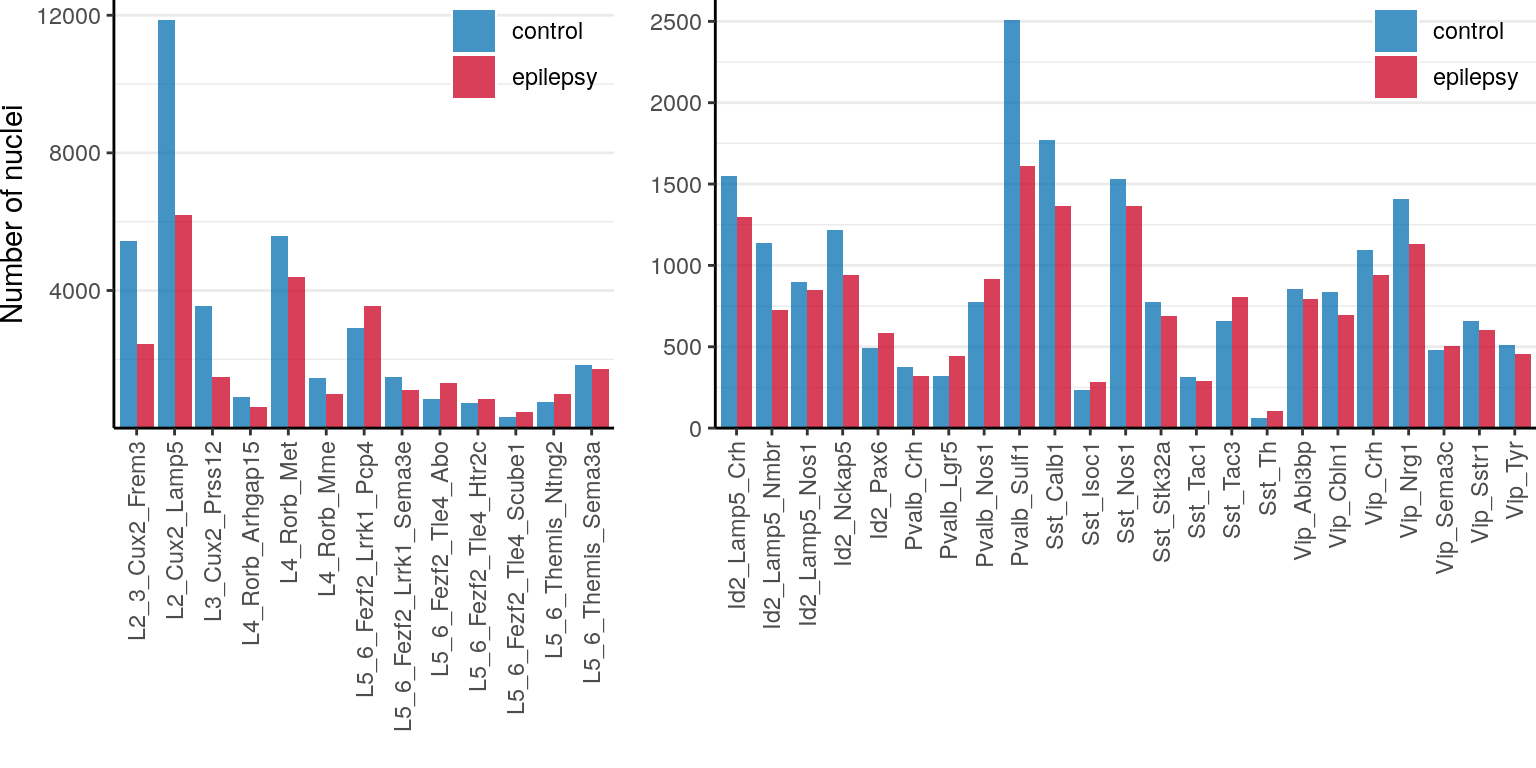 Number of nuclei
12000
8000
4000
control
epilepsy
L2_3_Cux2_Frem3
L2_Cux2_Lamp5
L3_Cux2_Prss12
L4_Rorb_Arhgap15
L4_Rorb_Met
L4_Rorb_Mme
L5_6_Fezf2_Lrrk1_Pcp4
L5_6_Fezf2_Lrrk1_Sema3e
L5_6_Fezf2_Tle4_Abo
L5_6_Fezf2_Tle4_Htr2c
L5_6_Fezf2_Tle4_Scube1
L5_6_Themis_Ntng2
L5_6_Themis_Sema3a
2500
2000
1500
1000
500
0
control
epilepsy
Id2_Lamp5_Crh
Id2_Lamp5_Nmbr
Id2_Lamp5_Nos1
Id2_Nckap5
Id2_Pax6
Pvalb_Crh
Pvalb_Lgr5
Pvalb_Nos1
Pvalb_Sulf1
Sst_Calb1
Sst_Isoc1
Sst_Nos1
Sst_Stk32a
Sst_Tac1
Sst_Tac3
Sst_Th
Vip_Abi3bp
Vip_Cbln1
Vip_Crh
Vip_Nrg1
Vip_Sema3c
Vip_Sstr1
Vip_Tyr